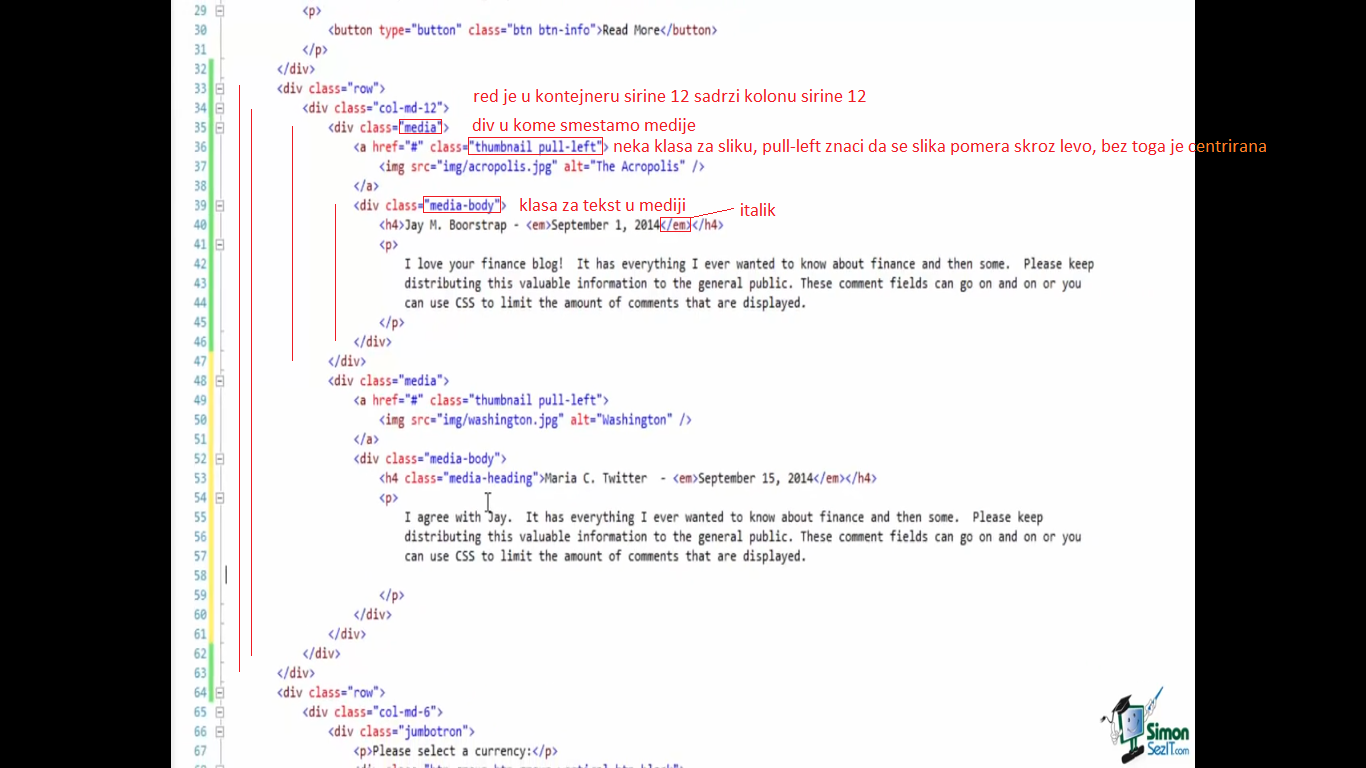 29 <p>
30 <button type="button" class="btn btn-info">Read More</button>
31 </p>
32 </div>
33 <div class="row">
red je u kontejneru sirine 12 sadrzi kolonu sirine 12
34 <div class="col-md-12">
35 <div class="media"> div u kome smestamo medije
36 <a href="#" class="thumbnail pull-left"> neka klasa za sliku, pull-left znaci da se slika pomera skroz levo, bez toga je centrirana
37 <img src="img/acropolis.jpg" alt="The Acropolis" />
38 </a>
39 <div class="media-body"> klasa za tekst u mediji
italik
40 <h4>Jay M. Boorstrap - <em>September 1, 2014</em></h4>
41 <p>
42 I love your finance blog!  It has everything I ever wanted to know about finance and then some.  Please keep
43 distributing this valuable information to the general public. These comment fields can go on and on or you
44 can use CSS to limit the amount of comments that are displayed.
45 </p>
46 </div>
47 </div>
48 <div class="media">
49 <a href="#" class="thumbnail pull-left">
50 <img src="img/washington.jpg" alt="Washington" />
51 </a>
52 <div class="media-body">
53 <h4 class="media-heading">Maria C. Twitter  - <em>September 15, 2014</em></h4>
54 <p>
55 I agree with Jay.  It has everything I ever wanted to know about finance and then some.  Please keep
56 distributing this valuable information to the general public. These comment fields can go on and on or you
57 can use CSS to limit the amount of comments that are displayed.
58
59 </p>
60 </div>
61 </div>
62 </div>
63 </div>
64 <div class="row">
65 <div class="col-md-6">
66 <div class="jumbotron">
67 <p>Please select a currency:</p>
Simon
SezIT.com